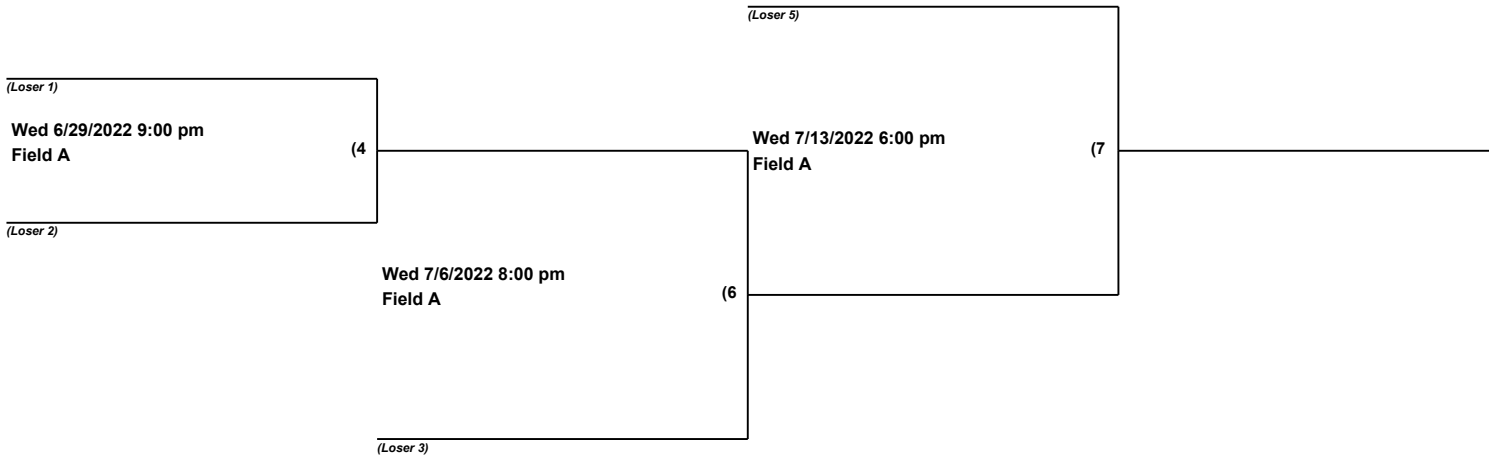 (Loser 5)
(Loser 1)
Wed 6/29/2022 9:00 pm
Field A
(4
Wed 7/13/2022 6:00 pm
Field A
(7
(Loser 2)
Wed 7/6/2022 8:00 pm
Field A
(6
(Loser 3)